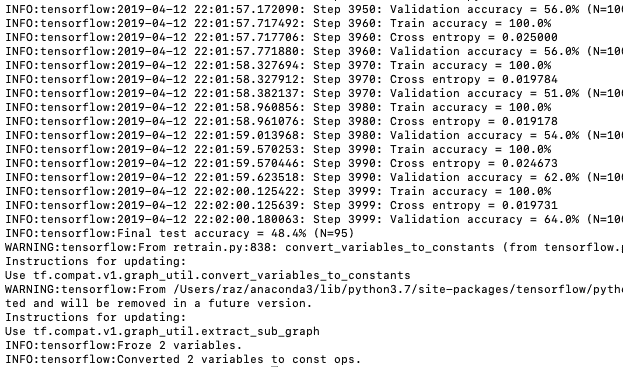 INFO:tensorflow:2019-04-12 22:01:57.172090: Step 3950: Validation accuracy = 56.0% (N=100
INFO:tensorflow:2019-04-12 22:01:57.717492: Step 3960: Train accuracy = 100.0%
INFO:tensorflow:2019-04-12 22:01:57.717706: Step 3960: Cross entropy = 0.025000
INFO:tensorflow:2019-04-12 22:01:57.771880: Step 3960: Validation accuracy = 56.0% (N=100
INFO:tensorflow:2019-04-12 22:01:58.327694: Step 3970: Train accuracy = 100.0%
INFO:tensorflow:2019-04-12 22:01:58.327912: Step 3970: Cross entropy = 0.019784
INFO:tensorflow:2019-04-12 22:01:58.382137: Step 3970: Validation accuracy = 51.0% (N=100
INFO:tensorflow:2019-04-12 22:01:58.960856: Step 3980: Train accuracy = 100.0%
INFO:tensorflow:2019-04-12 22:01:58.961076: Step 3980: Cross entropy = 0.019178
INFO:tensorflow:2019-04-12 22:01:59.013968: Step 3980: Validation accuracy = 54.0% (N=100
INFO:tensorflow:2019-04-12 22:01:59.570253: Step 3990: Train accuracy = 100.0%
INFO:tensorflow:2019-04-12 22:01:59.570446: Step 3990: Cross entropy = 0.024673
INFO:tensorflow:2019-04-12 22:01:59.623518: Step 3990: Validation accuracy = 62.0% (N=100
INFO:tensorflow:2019-04-12 22:02:00.125422: Step 3999: Train accuracy = 100.0%
INFO:tensorflow:2019-04-12 22:02:00.125639: Step 3999: Cross entropy = 0.019731
INFO:tensorflow:2019-04-12 22:02:00.180063: Step 3999: Validation accuracy = 64.0% (N=100
INFO:tensorflow:Final test accuracy = 48.4% (N=95)
WARNING:tensorflow:From retrain.py:838: convert_variables_to_constants (from tensorflow.p
Instructions for updating:
Use tf.compat.v1.graph_util.convert_variables_to_constants
WARNING:tensorflow:From /Users/raz/anaconda3/lib/python3.7/site-packages/tensorflow/pytho
ted and will be removed in a future version.
Instructions for updating:
Use tf.compat.v1.graph_util.extract_sub_graph
INFO:tensorflow:Froze 2 variables.
INFO:tensorflow:Converted 2 variables to const ops.